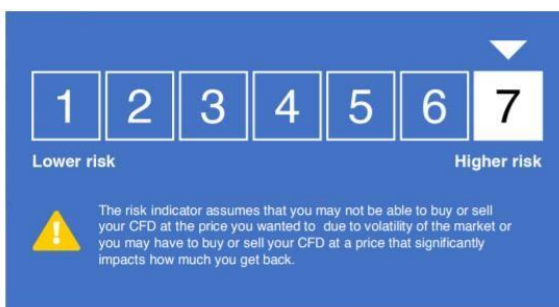 1 2 3 4 5 6 7
Lower risk Higher risk
The risk indicator assumes that you may not be able to buy or sell
your CFD at the price you wanted to due to volatility of the market or
you may have to buy or sell your CFD at a price that significantly
impacts how much you get back.